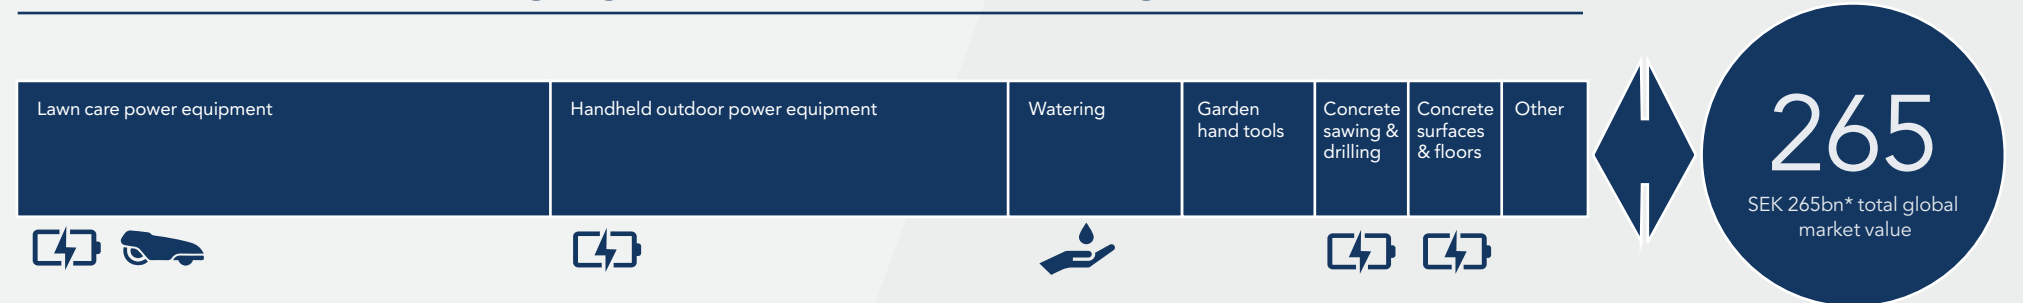 Lawn care power equipment
Handheld outdoor power equipment
Watering
Garden
hand tools
Concrete
sawing &
drilling
Concrete
surfaces
& floors
Other
265
SEK 265bn* total global
market value